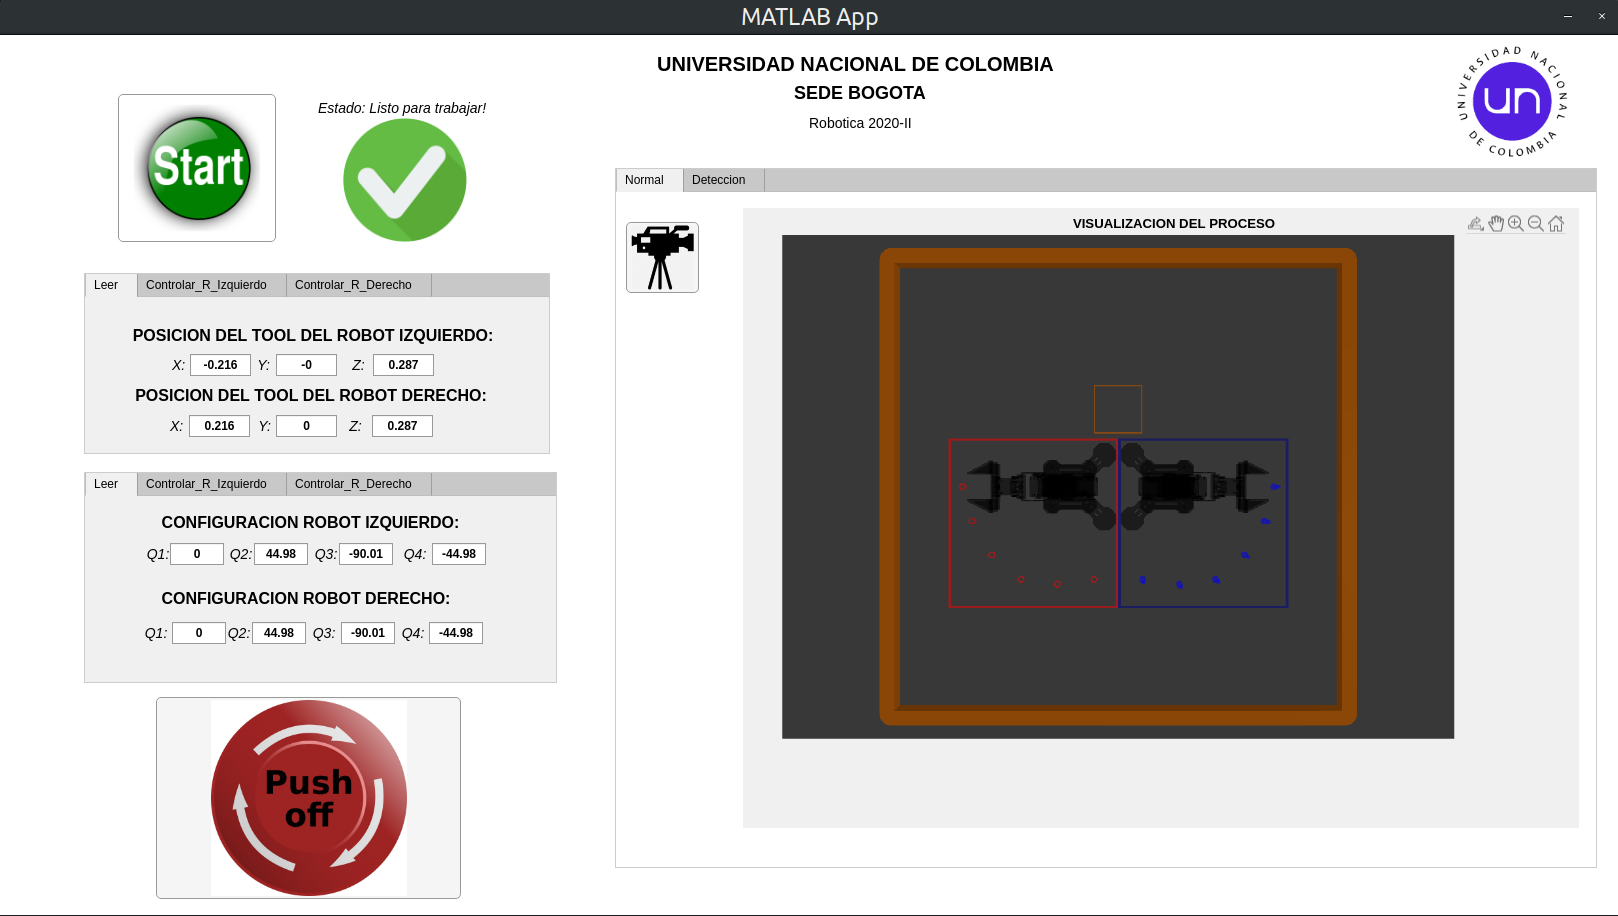 MATLAB App
UNIVERSIDAD NACIONAL DE COLOMBIA
SEDE BOGOTA
Robotica 2020-II
UNIVERSIDAD NACIONAL DE COLOMBIA
un
Start
Estado: Listo para trabajar!
Leer Controlar_R_Izquierdo Controlar_R_Derecho
POSICION DEL TOOL DEL ROBOT IZQUIERDO:
X: -0.216 Y: -0 Z: 0.287
POSICION DEL TOOL DEL ROBOT DERECHO:
X: 0.216 Y: 0 Z: 0.287
Leer Controlar_R_Izquierdo Controlar_R_Derecho
CONFIGURACION ROBOT IZQUIERDO:
Q1: 0 Q2: 44.98 Q3: -90.01 Q4: -44.98
CONFIGURACION ROBOT DERECHO:
Q1: 0 Q2: 44.98 Q3: -90.01 Q4: -44.98
Push
off
Normal Deteccion
VISUALIZACION DEL PROCESO